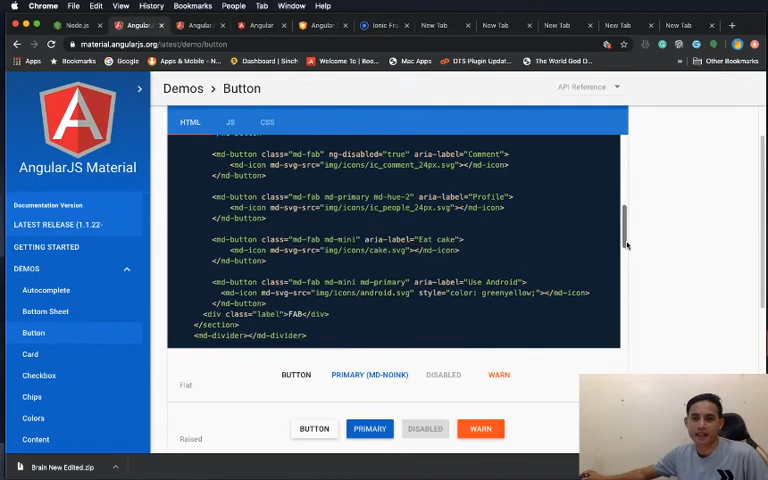 Chrome File Edit View History Bookmarks People Tab Window
Node.js
Angular
Angular
Angular
Angular
Ionic Fra
New Tab
New Tab
New Tab
New Tab
New Tab
material.angularjs.org/latest/demo/button
Apps
Bookmarks
Google
Apps & Mobile - N...
Dashboard | Sinch
Welcome To | Boe...
Mac Apps
DTS Plugin Updat...
The World God O...
»
Other Bookmarks
AngularJS Material
Documentation Version
LATEST RELEASE (1.1.22-
GETTING STARTED
DEMOS
Autocomplete
Bottom Sheet
Button
Card
Checkbox
Chips
Colors
Content
Demos > Button
API Reference
HTML JS CSS
<md-button class="md-fab" ng-disabled="true" aria-label="Comment">
<md-icon md-svg-src="img/icons/ic_comment_24px.svg"></md-icon>
</md-button>
<md-button class="md-fab md-primary md-hue-2" aria-label="Profile">
<md-icon md-svg-src="img/icons/ic_people_24px.svg"></md-icon>
</md-button>
<md-button class="md-fab md-mini" aria-label="Eat cake">
<md-icon md-svg-src="img/icons/cake.svg"></md-icon>
</md-button>
<md-button class="md-fab md-mini md-primary" aria-label="Use Android">
<md-icon md-svg-src="img/icons/android.svg" style="color: greenyellow;"></md-icon>
</md-button>
<div class="label">FAB</div>
</section>
<md-divider></md-divider>
BUTTON PRIMARY (MD-NOINK) DISABLED WARN
Flat
BUTTON PRIMARY DISABLED WARN
Raised
Brain New Edited.zip